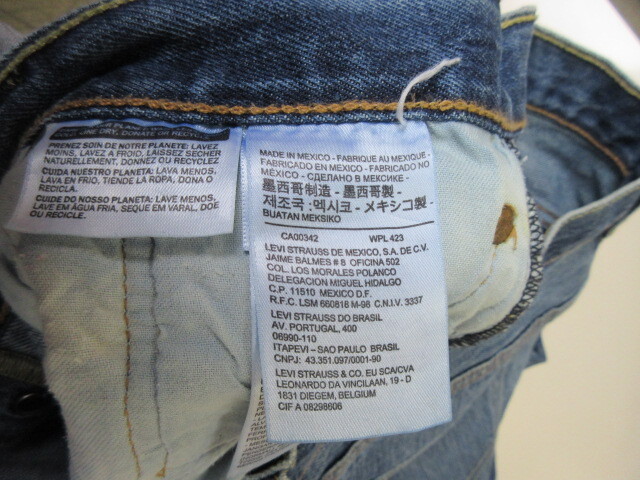 LINE DRY, DONATE OR RECYCLE
PRENEZ SOIN DE NOTRE PLANETE: LAVEZ
MOINS, LAVEZ A FROID, LAISSEZ SECHER
NATURELLEMENT, DONNEZ OU RECYCLEZ
CUIDA NUESTRO PLANETA: LAVA MENOS,
LAVA EN FRIO, TIENDE LA ROPA, DONA O
RECICLA.
CUIDE DO NOSSO PLANETA: LAVE MENOS,
LAVE EM ÁGUA FRIA, SEQUE EM VARAL, DOE
OU RECICLE.
MADE IN MEXICO - FABRIQUE AU MEXIQUE -
FABRICADO EN MÉXICO - FABRICADO NO
MÉXICO - СДЕЛАНО В МЕКСИКЕ -
墨西哥制造 - 墨西哥製 -
제조국 :멕시코 - メキシコ製 -
BUATAN MEKSIKO
CA00342 WPL 423
LEVI STRAUSS DE MEXICO, S.A. DE C.V.
JAIME BALMES # 8 OFICINA 502
COL. LOS MORALES POLANCO
DELEGACION MIGUEL HIDALGO
C.P. 11510 MEXICO D.F.
R.F.C. LSM 660818 M-98 C.N.I.V. 3337
LEVI STRAUSS DO BRASIL
AV. PORTUGAL, 400
06990-110
ITAPEVI - SAO PAULO BRASIL
CNPJ: 43.351.097/0001-90
LEVI STRAUSS & CO. EU SCA/CVA
LEONARDO DA VINCILAAN, 19 - D
1831 DIEGEM, BELGIUM
CIF A 08298606